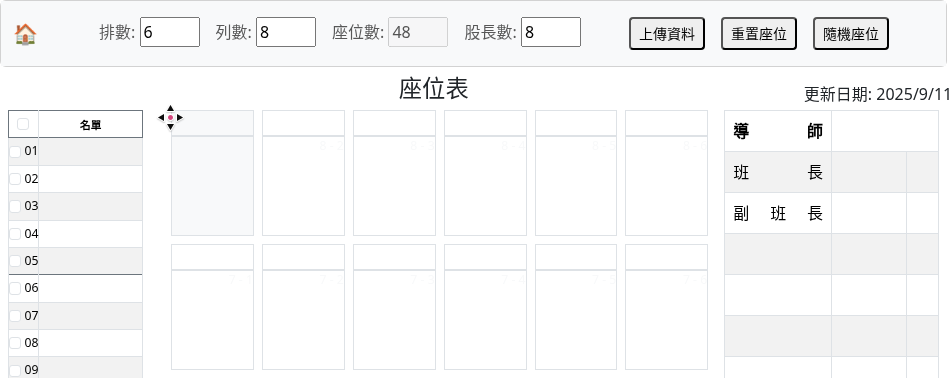 排數: 6 列數: 8 座位數: 48 股長數: 8 上傳資料 重置座位 隨機座位
座位表
更新日期: 2025/9/11
名單
01
02
03
04
05
06
07
08
09
導 師
班 長
副 班 長